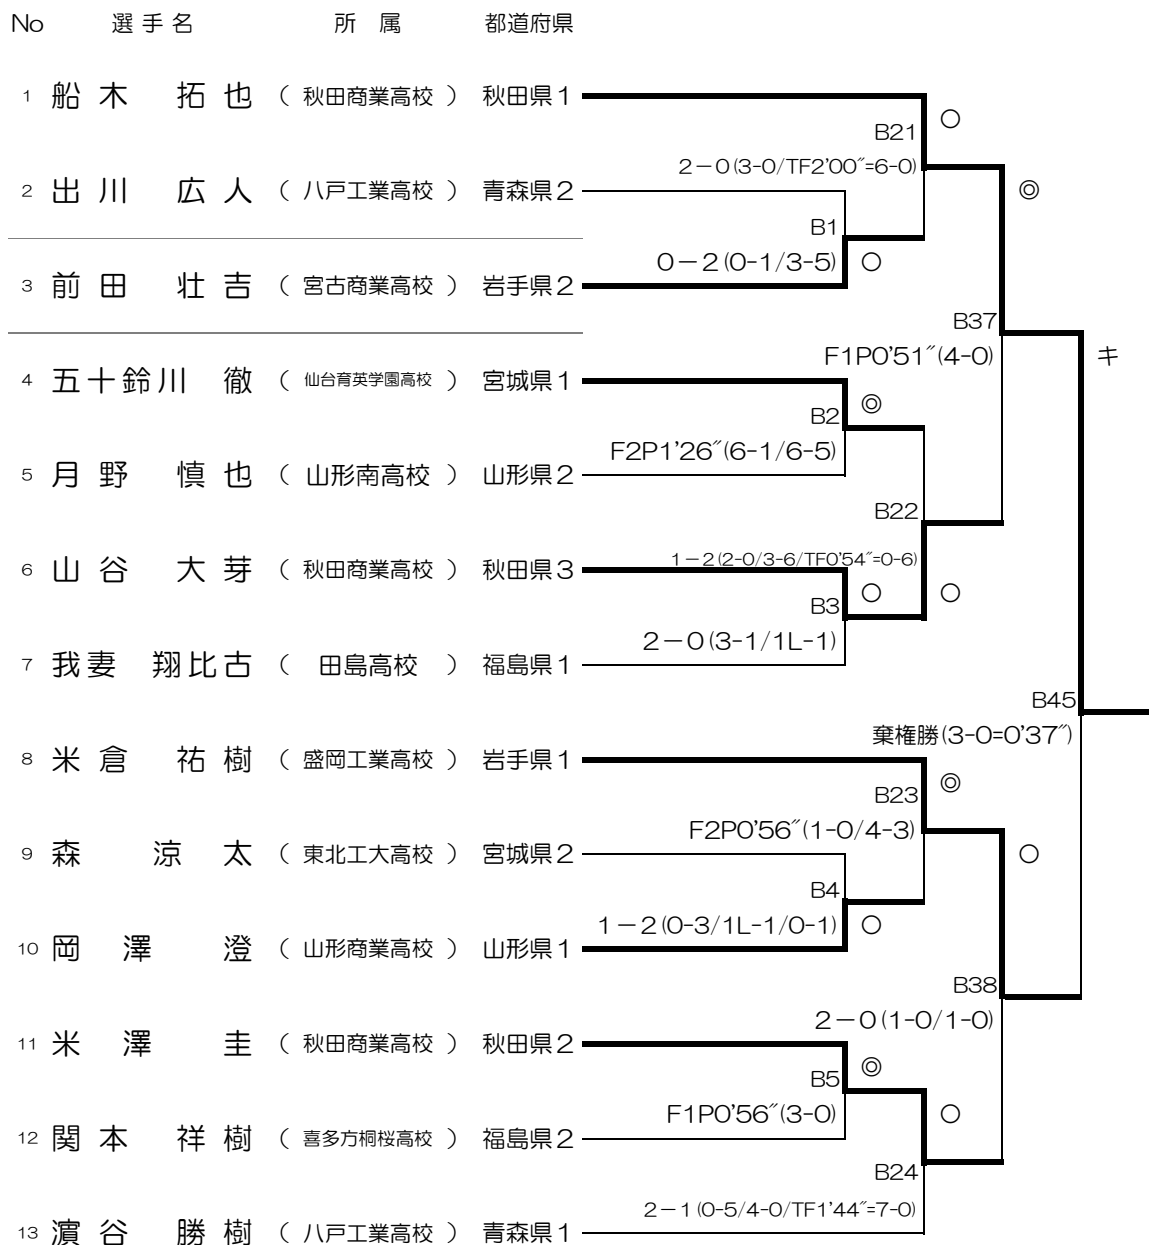 No 選手名 所属 都道府県
1 船木 拓也 ( 秋田商業高校 ) 秋田県1
B21 ○
2-0(3-0/TF2'00″=6-0)
2 出川 広人 ( 八戸工業高校 ) 青森県2 ◎
B1
0-2(0-1/3-5) ○
3 前田 壮吉 ( 宮古商業高校 ) 岩手県2
B37
F1P0'51″(4-0) キ
4 五十鈴川 徹 ( 仙台育英学園高校 ) 宮城県1
B2 ◎
F2P1'26″(6-1/6-5)
5 月野 慎也 ( 山形南高校 ) 山形県2
B22
1-2(2-0/3-6/TF0'54″=0-6)
6 山谷 大芽 ( 秋田商業高校 ) 秋田県3
B3 ○ ○
2-0(3-1/1L-1)
7 我妻 翔比古 ( 田島高校 ) 福島県1
B45
棄権勝(3-0=0'37″)
8 米倉 祐樹 ( 盛岡工業高校 ) 岩手県1
B23 ◎
F2P0'56″(1-0/4-3)
9 森 涼太 ( 東北工大高校 ) 宮城県2 ○
B4
1-2(0-3/1L-1/0-1) ○
10 岡澤 澄 ( 山形商業高校 ) 山形県1
B38
2-0(1-0/1-0)
11 米澤 圭 ( 秋田商業高校 ) 秋田県2
B5 ◎
F1P0'56″(3-0) ○
12 関本 祥樹 ( 喜多方桐桜高校 ) 福島県2
B24
2-1(0-5/4-0/TF1'44″=7-0)
13 濵谷 勝樹 ( 八戸工業高校 ) 青森県1